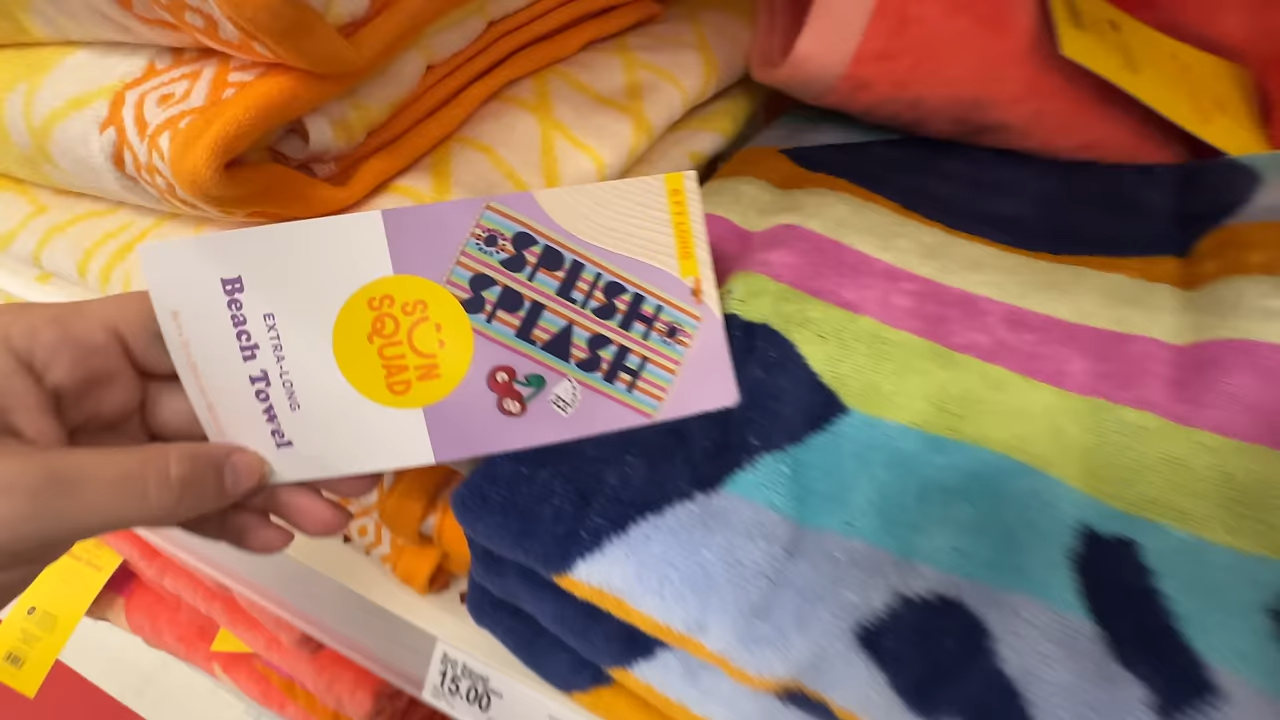 EXTRA-LONG
Beach Towel
SUN
SQUAD
SPLISH
SPLASH
15.00